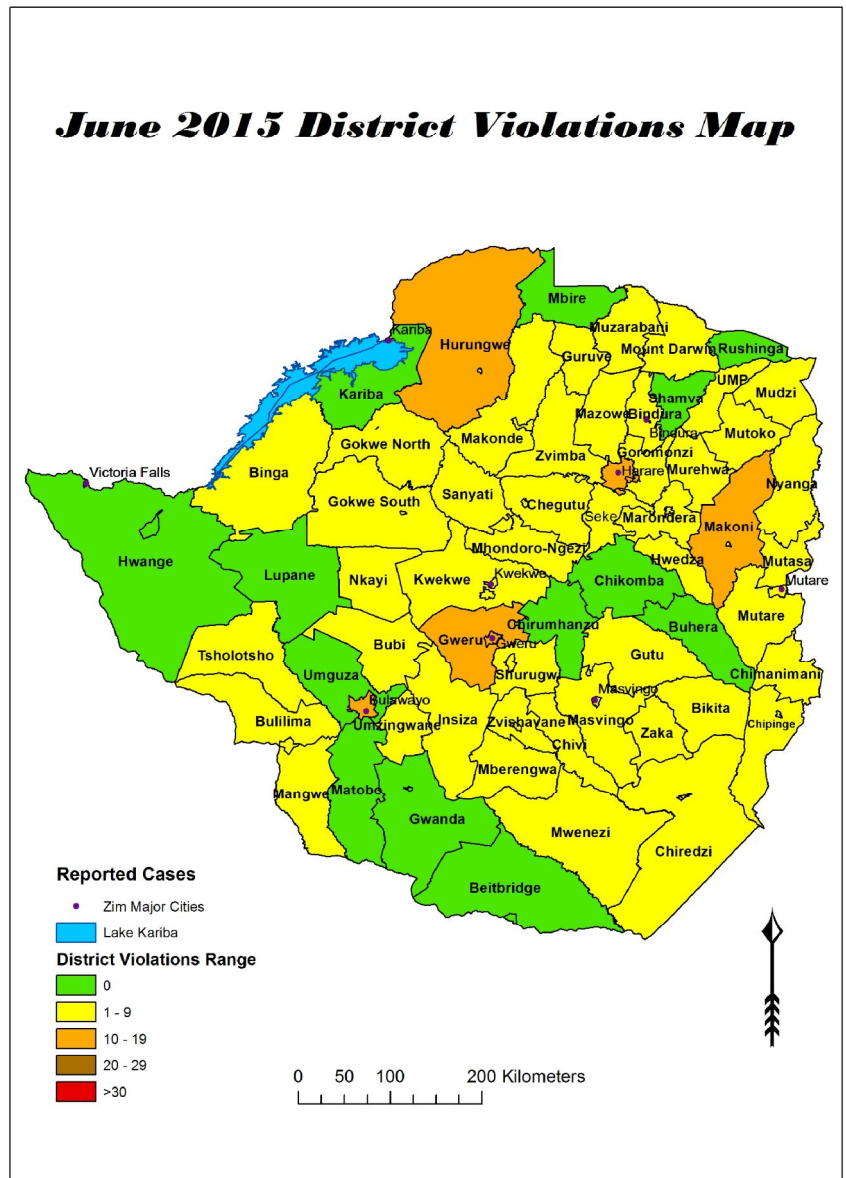 June 2015 District Violations Map
Mbire
Kariba
Muzarabani
Hurungwe
Guruve
Mount Darwin
Rushinga
UMP
Kariba
Shamva
Mudzi
Mazowe
Bindura
Bindura
Mutoko
Gokwe North
Makonde
Zvimba
Goromonzi
Harare
Murehwa
Victoria Falls
Binga
Nyanga
Gokwe South
Sanyati
Chegutu
Seke
Marondera
Makoni
Hwange
Mhondoro-Ngezi
Hwedza
Mutasa
Lupane
Nkayi
Kwekwe
Kwekwe
Chikomba
Mutare
Mutare
Chirumhanzu
Buhera
Gweru
Gweru
Bubi
Tsholotsho
Gutu
Umguza
Shurugwi
Chimanimani
Masvingo
Bulawayo
Bulilima
Umzingwane
Insiza
Zvishavane
Masvingo
Bikita
Chipinge
Zaka
Chivi
Mberengwa
Mangwe
Matobo
Gwanda
Mwenezi
Chiredzi
Beitbridge
Reported Cases
Zim Major Cities
Lake Kariba
District Violations Range
0
1 - 9
10 - 19
20 - 29
>30
0 50 100 200 Kilometers